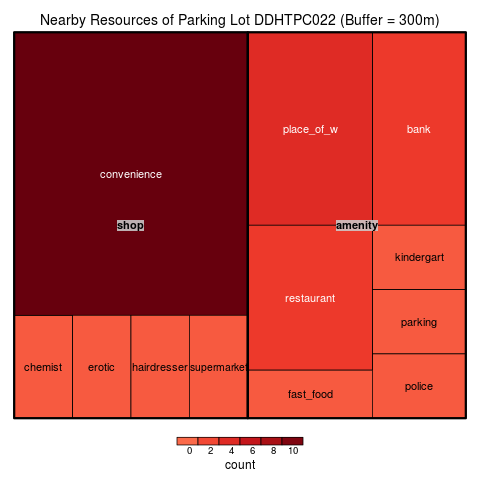 Nearby Resources of Parking Lot DDHTPC022 (Buffer = 300m)
convenience
shop
chemist
erotic
hairdresser
supermarket
place_of_w
bank
amenity
restaurant
kindergart
parking
fast_food
police
0 2 4 6 8 10
count